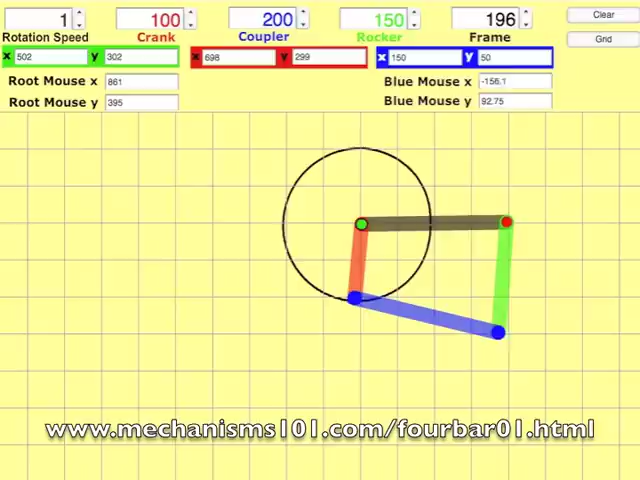 1 100 200 150 196 Clear
Rotation Speed Crank Coupler Rocker Frame Grid
x 502 y 302 x 698 y 299 x 150 y 50
Root Mouse x 861 Blue Mouse x -156.1
Root Mouse y 395 Blue Mouse y 92.75
www.mechanisms101.com/fourbar01.html